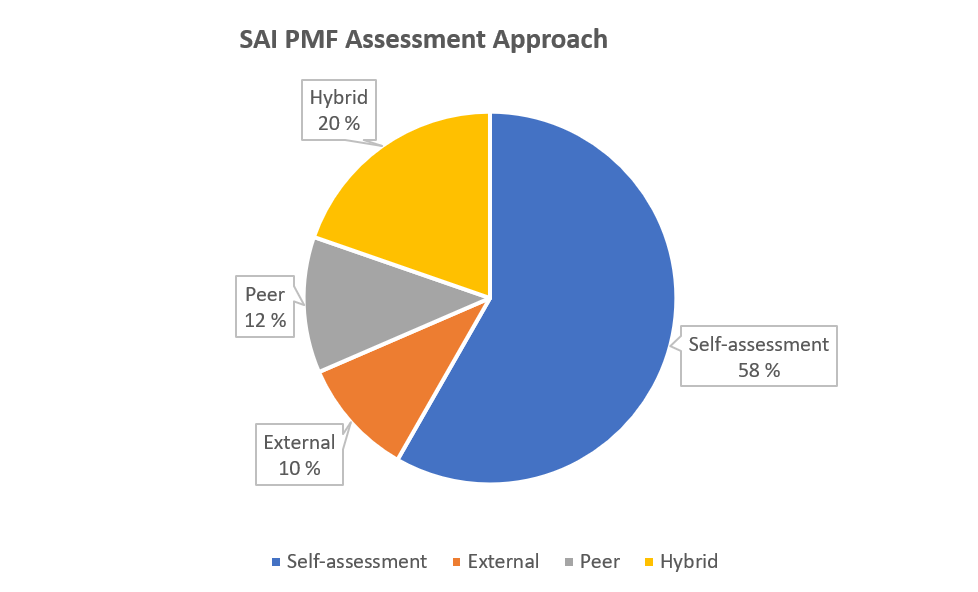 SAI PMF Assessment Approach
Hybrid
20 %
Peer
12 %
Self-assessment
58 %
External
10 %
Self-assessment External Peer Hybrid